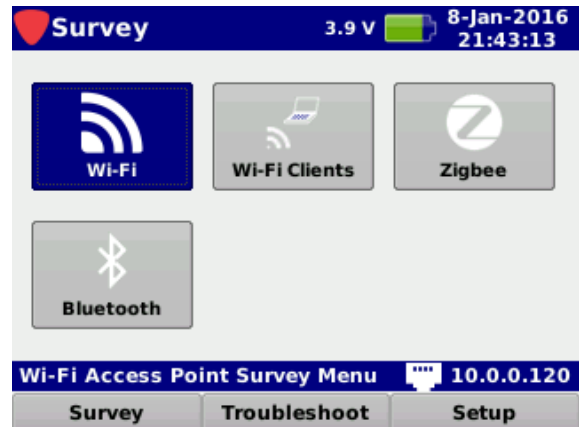 Survey
3.9 V
8-Jan-2016
21:43:13
Wi-Fi
Wi-Fi Clients
Zigbee
Bluetooth
Wi-Fi Access Point Survey Menu
10.0.0.120
Survey
Troubleshoot
Setup